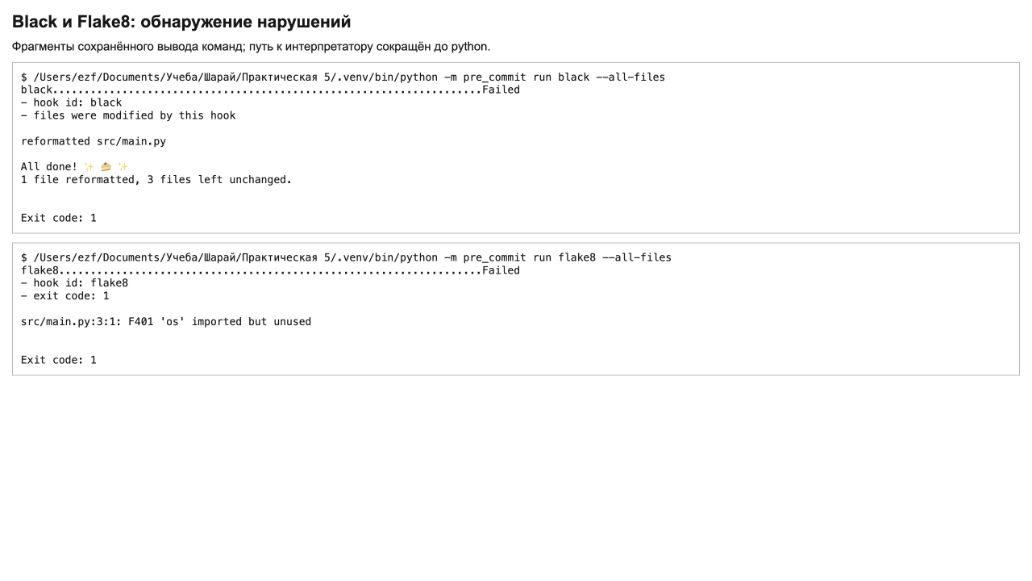 Black и Flake8: обнаружение нарушений
Фрагменты сохранённого вывода команд; путь к интерпретатору сокращён до python.
$ /Users/ezf/Documents/Учеба/Шарай/Практическая 5/.venv/bin/python -m pre_commit run black --all-files
black...................................................................Failed
- hook id: black
- files were modified by this hook
reformatted src/main.py
All done! ✨ 🍰 ✨
1 file reformatted, 3 files left unchanged.
Exit code: 1
$ /Users/ezf/Documents/Учеба/Шарай/Практическая 5/.venv/bin/python -m pre_commit run flake8 --all-files
flake8..................................................................Failed
- hook id: flake8
- exit code: 1
src/main.py:3:1: F401 'os' imported but unused
Exit code: 1